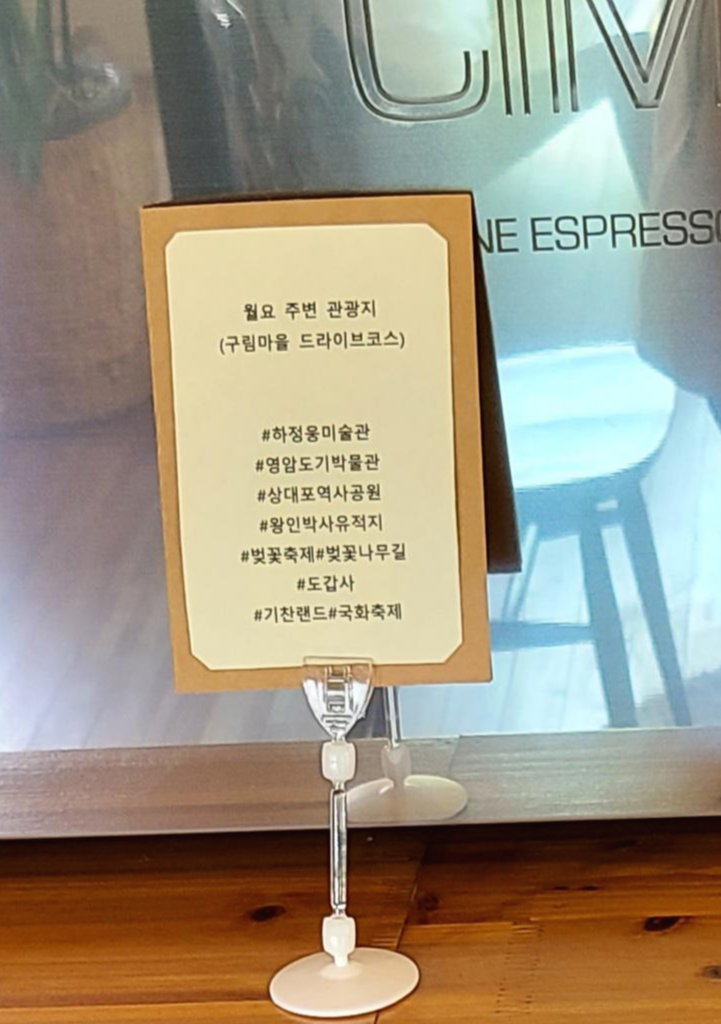 월요 주변 관광지
(구림마을 드라이브코스)
#하정웅미술관
#영암도기박물관
#상대포역사공원
#왕인박사유적지
#벚꽃축제#벚꽃나무길
#도갑사
#기찬랜드#국화축제
ESPRESSO